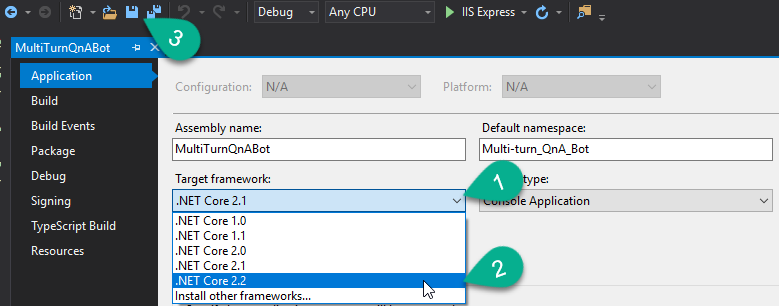 3
Debug Any CPU IIS Express
MultiTurnQnABot
Application
Build
Build Events
Package
Debug
Signing
TypeScript Build
Resources
Configuration: N/A Platform: N/A
Assembly name: Default namespace:
MultiTurnQnABot Multi-turn_QnA_Bot
Target framework: 1 type:
.NET Core 2.1 Console Application
.NET Core 1.0
.NET Core 1.1
.NET Core 2.0
.NET Core 2.1
.NET Core 2.2 2
Install other frameworks...